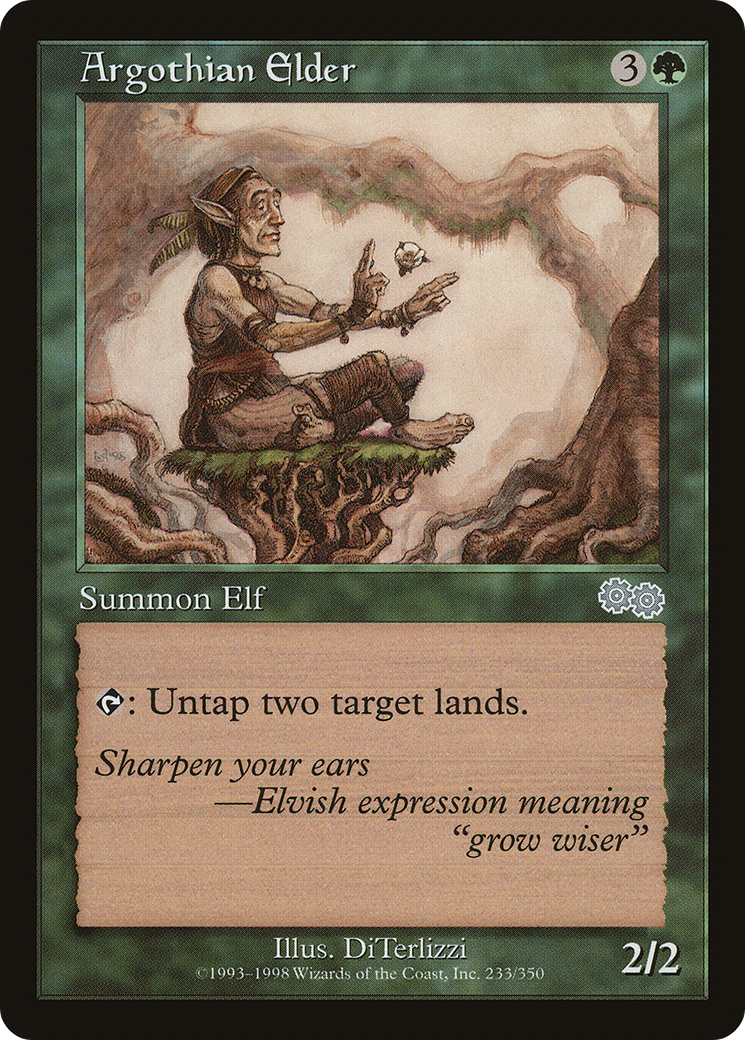 Argothian Elder 3
Summon Elf
: Untap two target lands.
Sharpen your ears
—Elvish expression meaning
“grow wiser”
Illus. DiTerlizzi
©1993–1998 Wizards of the Coast, Inc. 233/350
2/2